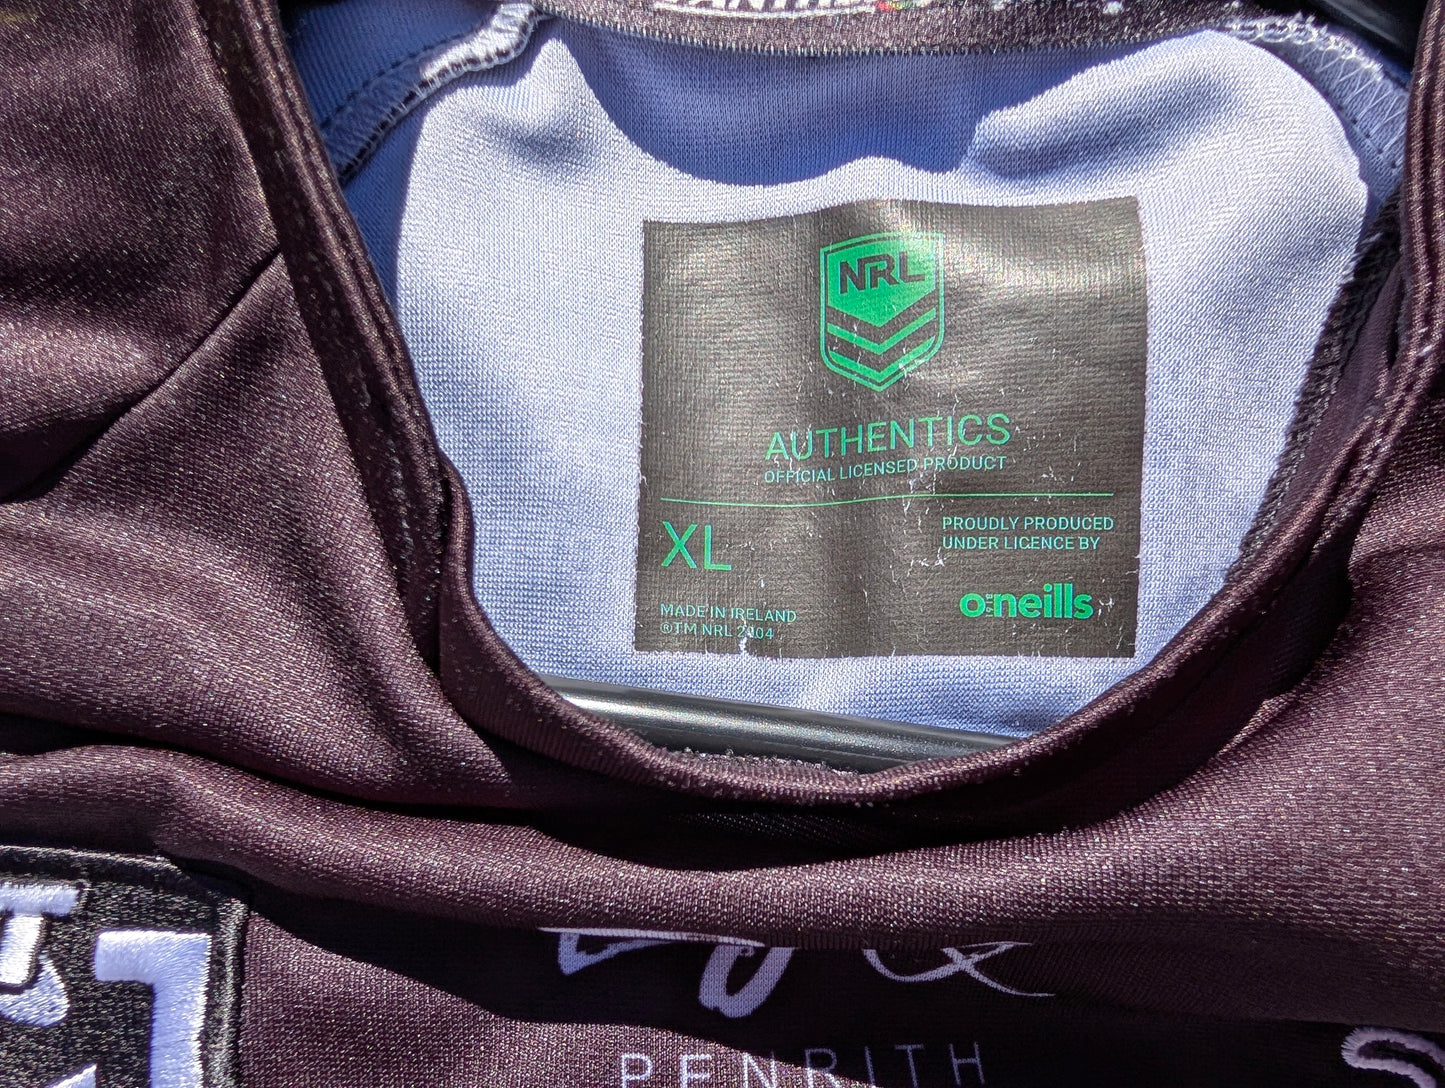 NRL
AUTHENTICS
OFFICIAL LICENSED PRODUCT
XL
PROUDLY PRODUCED
UNDER LICENCE BY
o'neills
MADE IN IRELAND
®TM NRL 2004
PENRITH